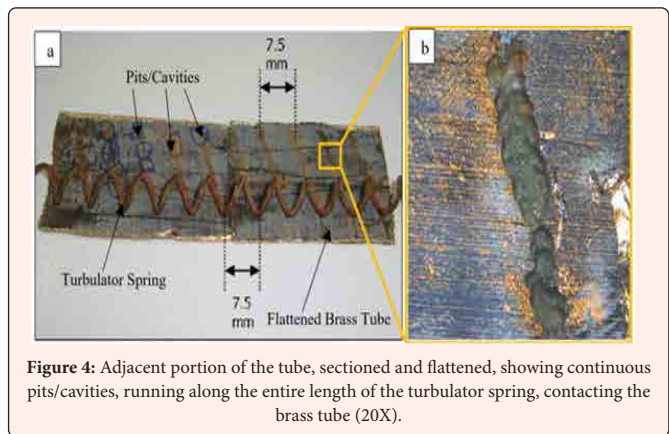 a
7.5
mm
Pits/Cavities
Turbulator Spring
7.5
mm
Flattened Brass Tube
b
Figure 4: Adjacent portion of the tube, sectioned and flattened, showing continuous
pits/cavities, running along the entire length of the turbulator spring, contacting the
brass tube (20X).